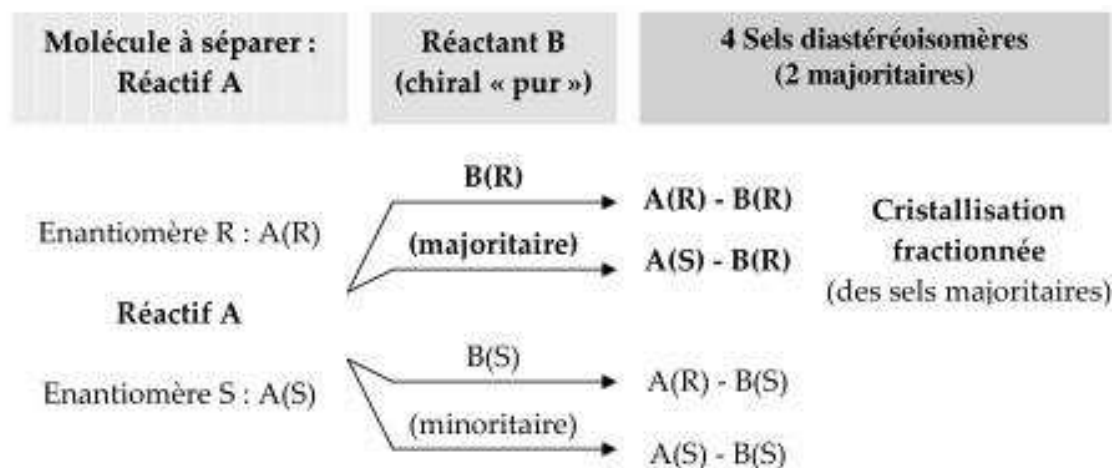 Molécule à séparer :
Réactif A
Réactant B
(chiral « pur »)
4 Sels diastéréoisomères
(2 majoritaires)
Enantiomère R : A(R)
Réactif A
Enantiomère S : A(S)
B(R)
(majoritaire)
B(S)
(minoritaire)
A(R) - B(R)
A(S) - B(R)
A(R) - B(S)
A(S) - B(S)
Cristallisation
fractionnée
(des sels majoritaires)